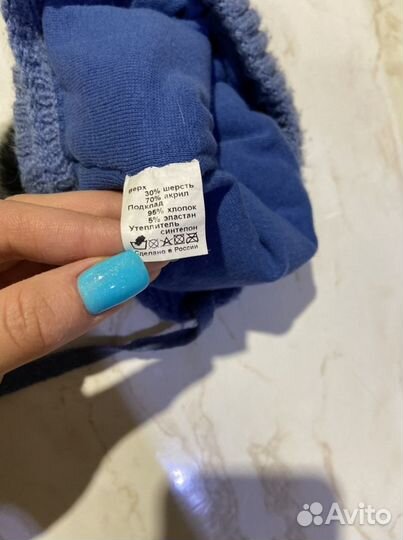 верх
30% шерсть
70% акрил
Подклад
95% хлопок
5% эластан
Утеплитель
синтепон
Сделано в России
Avito